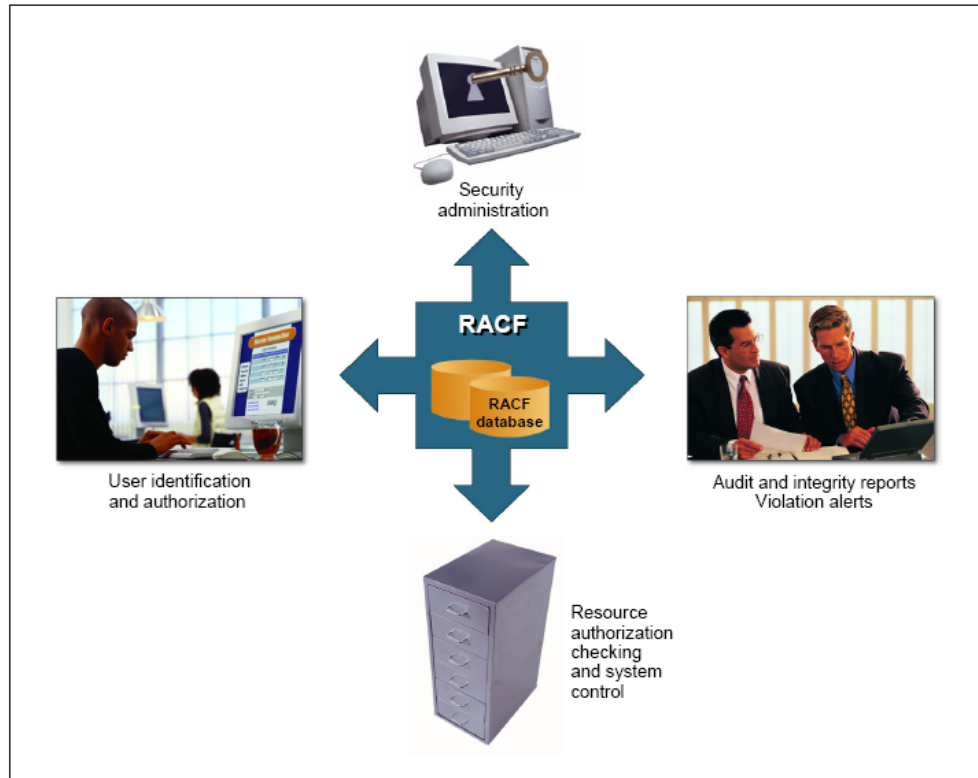 Security
administration
RACF
RACF
database
User identification
and authorization
Audit and integrity reports
Violation alerts
Resource
authorization
checking
and system
control